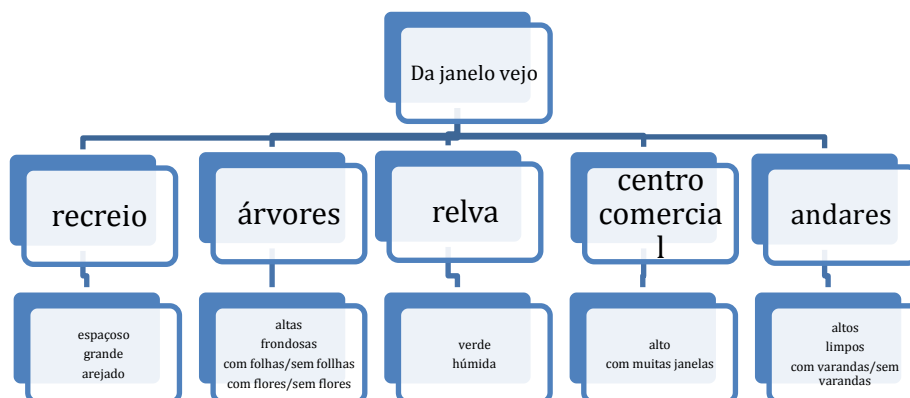 Da janelo vejo
recreio
árvores
relva
centro
comercia
l
andares
espaçoso
grande
arejado
altas
frondosas
com folhas/sem follhas
com flores/sem flores
verde
húmida
alto
com muitas janelas
altos
limpos
com varandas/sem
varandas